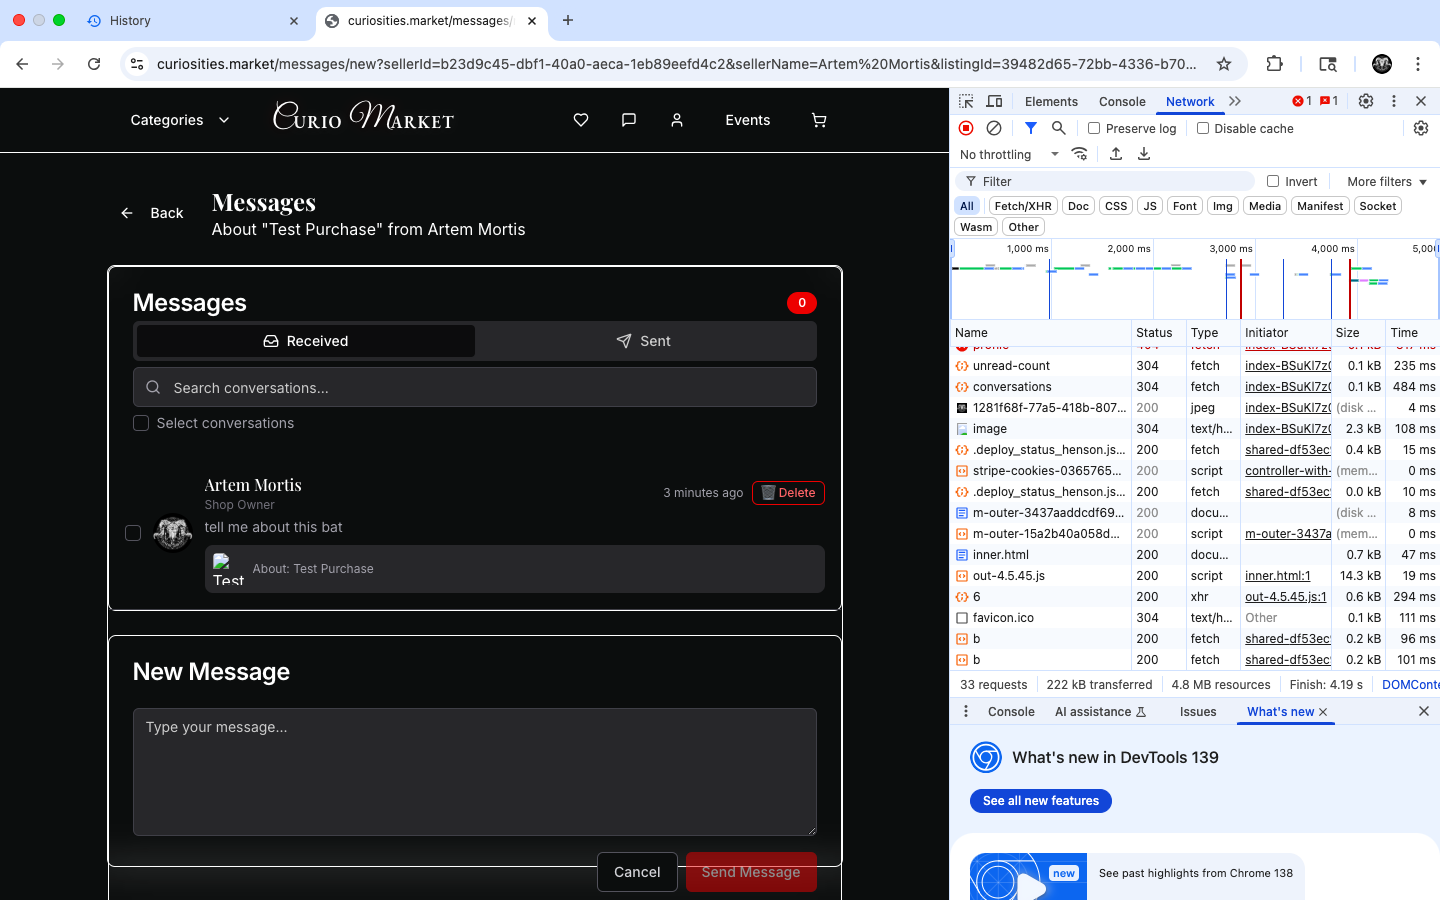 History
curiosities.market/messages/
curiosities.market/messages/new?sellerId=b23d9c45-dbf1-40a0-aeca-1eb89eefd4c2&sellerName=Artem%20Mortis&listingId=39482d65-72bb-4336-b70...
Categories
Curio Market
Events
Back
Messages
About "Test Purchase" from Artem Mortis
Messages
0
Received
Sent
Search conversations...
Select conversations
Artem Mortis
Shop Owner
3 minutes ago
Delete
tell me about this bat
Test
About: Test Purchase
New Message
Type your message...
Cancel
Send Message
Elements
Console
Network
1
1
Preserve log
Disable cache
No throttling
Filter
Invert
More filters
All
Fetch/XHR
Doc
CSS
JS
Font
Img
Media
Manifest
Socket
Wasm
Other
1,000 ms
2,000 ms
3,000 ms
4,000 ms
5,000
Name Status Type Initiator Size Time
unread-count 304 fetch index-BSuKl7z0 0.1 kB 235 ms
conversations 304 fetch index-BSuKl7z0 0.1 kB 484 ms
1281f68f-77a5-418b-807... 200 jpeg index-BSuKl7z0 (disk ... 4 ms
image 304 text/h... index-BSuKl7z0 2.3 kB 108 ms
.deploy_status_henson.js... 200 fetch shared-df53ec 0.4 kB 15 ms
stripe-cookies-0365765... 200 script controller-with- (mem... 0 ms
.deploy_status_henson.js... 200 fetch shared-df53ec 0.0 kB 10 ms
m-outer-3437aaddcdf69... 200 docu... (disk ... 8 ms
m-outer-15a2b40a058d... 200 script m-outer-3437a (mem... 0 ms
inner.html 200 docu... 0.7 kB 47 ms
out-4.5.45.js 200 script inner.html:1 14.3 kB 19 ms
6 200 xhr out-4.5.45.js:1 0.6 kB 294 ms
favicon.ico 304 text/h... Other 0.1 kB 111 ms
b 200 fetch shared-df53ec 0.2 kB 96 ms
b 200 fetch shared-df53ec 0.2 kB 101 ms
33 requests
222 kB transferred
4.8 MB resources
Finish: 4.19 s
DOMConte
Console
AI assistance
Issues
What's new
What's new in DevTools 139
See all new features
new
See past highlights from Chrome 138